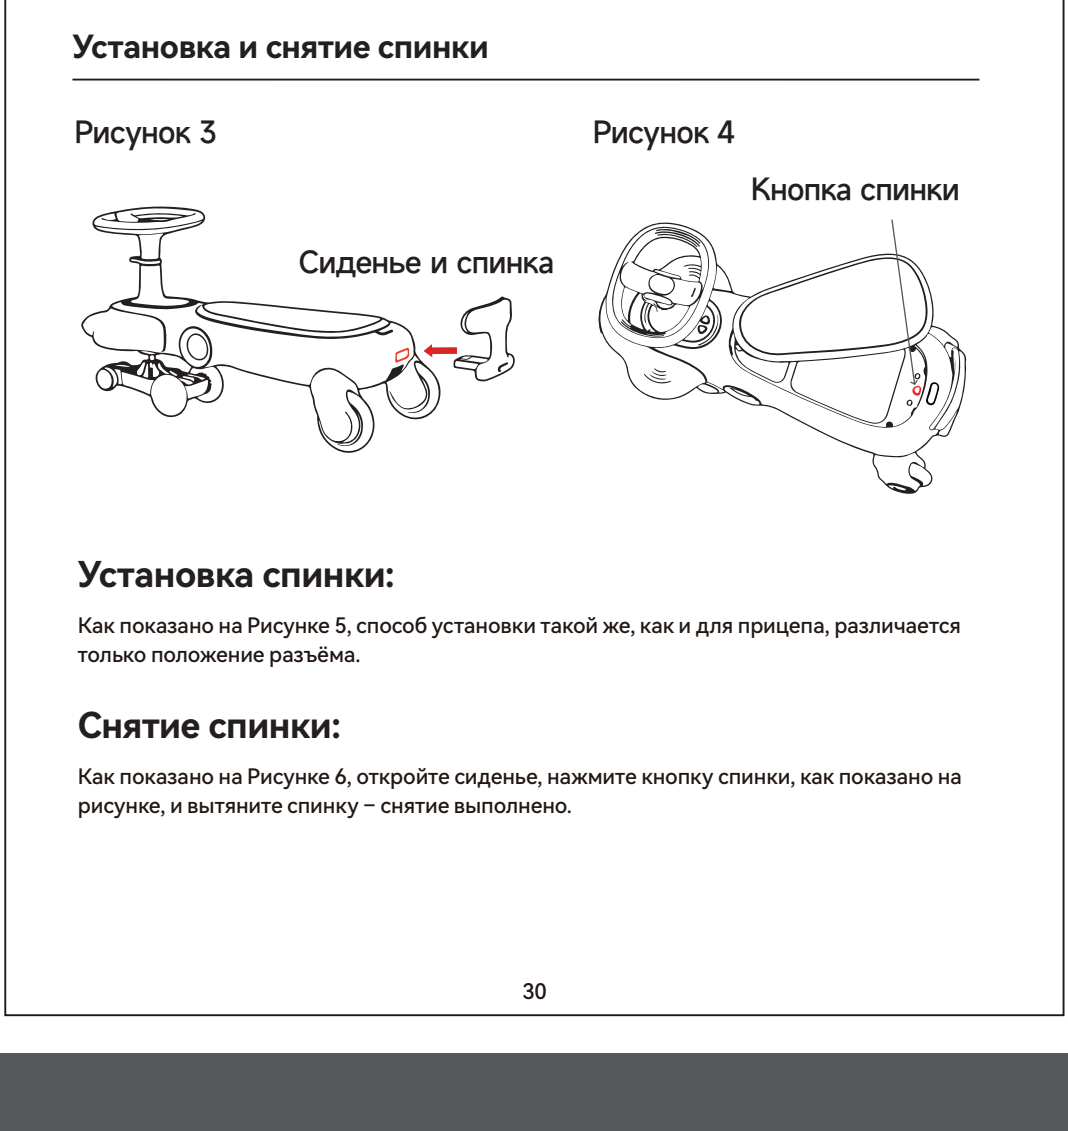 Установка и снятие спинки
Рисунок 3
Рисунок 4
Кнопка спинки
Сиденье и спинка
Установка спинки:
Как показано на Рисунке 5, способ установки такой же, как и для прицепа, различается
только положение разъёма.
Снятие спинки:
Как показано на Рисунке 6, откройте сиденье, нажмите кнопку спинки, как показано на
рисунке, и вытяните спинку – снятие выполнено.
30